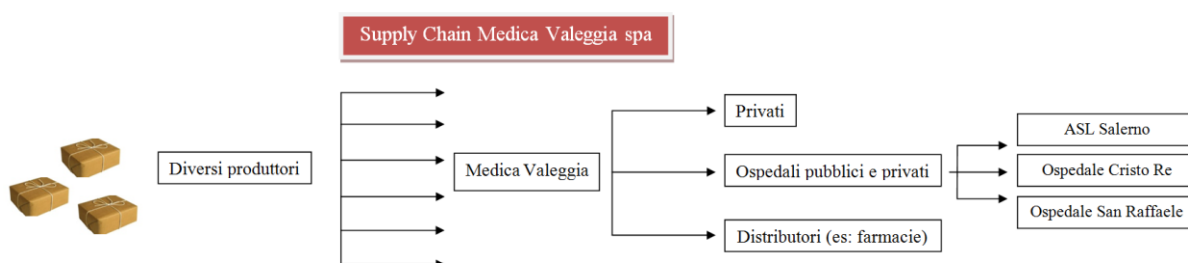 Supply Chain Medica Valeggia spa
Diversi produttori
Medica Valeggia
Privati
Ospedali pubblici e privati
Distributori (es: farmacie)
ASL Salerno
Ospedale Cristo Re
Ospedale San Raffaele